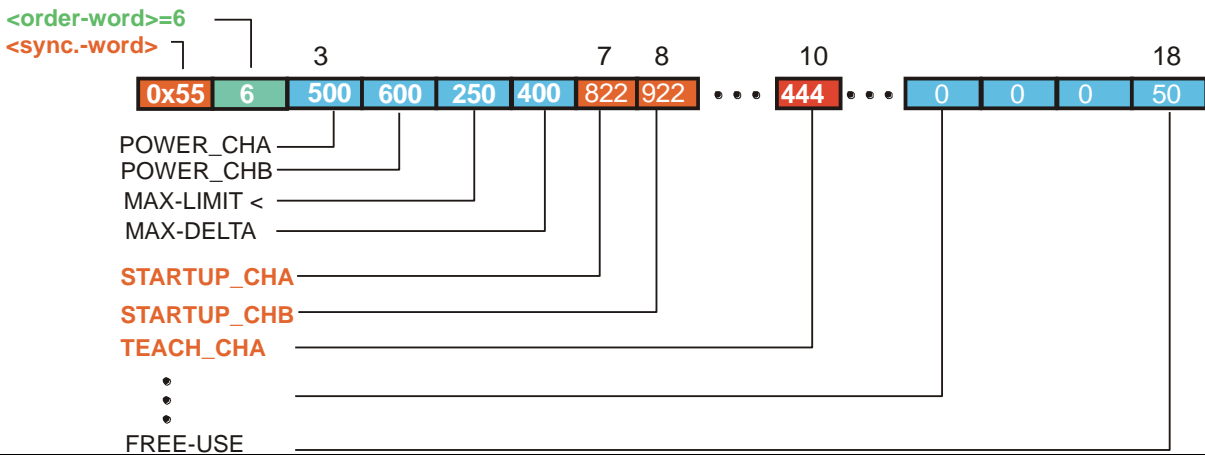 <order-word>=6
<sync.-word>
3 7 8 10 18
0x55 6 500 600 250 400 822 922 444 0 0 0 50
POWER_CHA
POWER_CHB
MAX-LIMIT <
MAX-DELTA
STARTUP_CHA
STARTUP_CHB
TEACH_CHA
FREE-USE